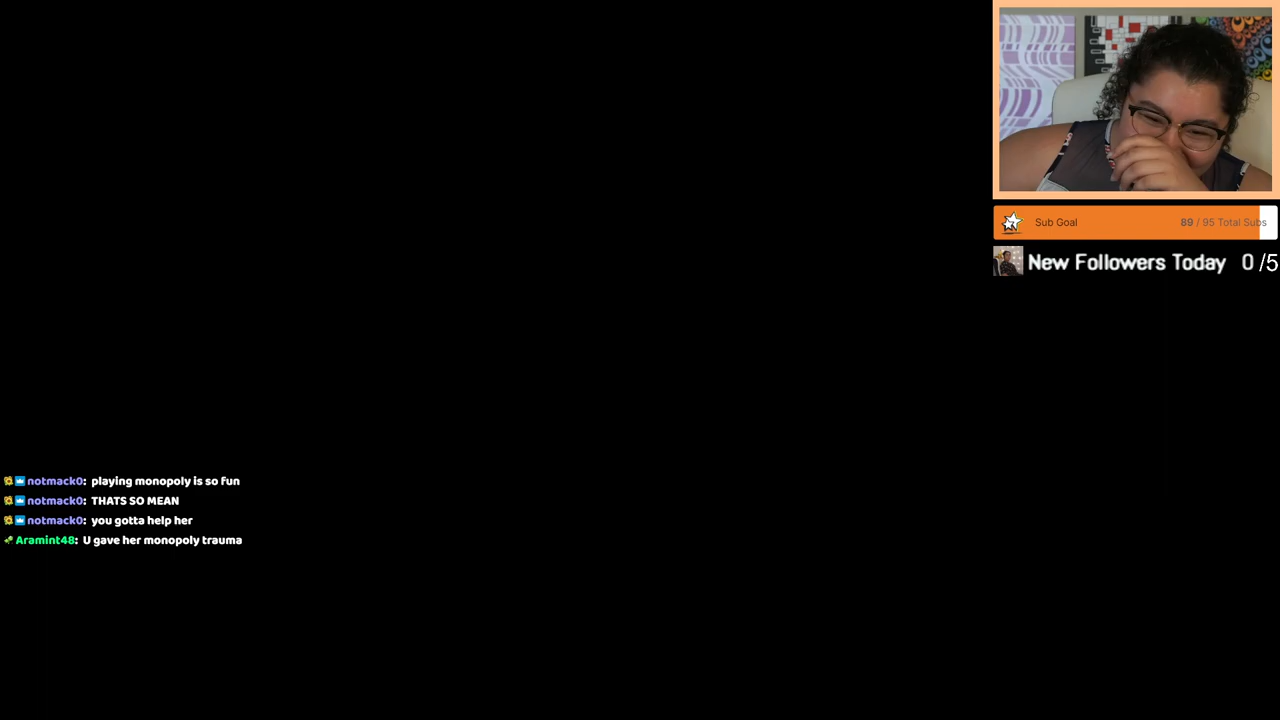 Sub Goal 89 / 95 Total Subs
New Followers Today 0 /5
notmack0: playing monopoly is so fun
notmack0: THATS SO MEAN
notmack0: you gotta help her
Aramint48: U gave her monopoly trauma